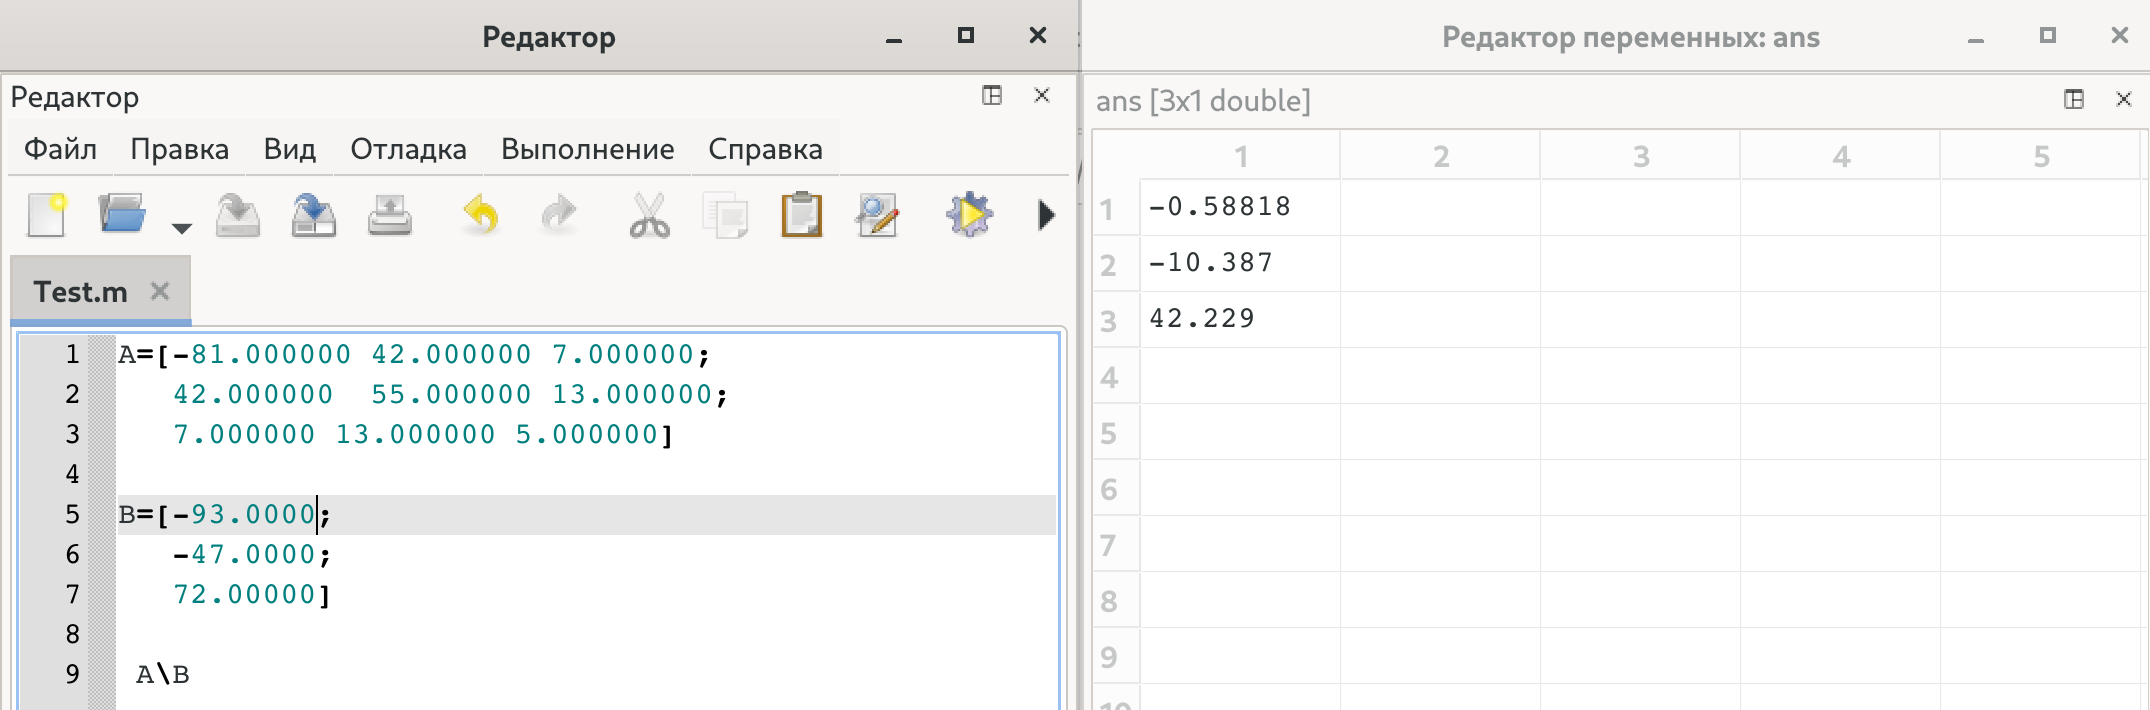 Редактор
Редактор
Файл Правка Вид Отладка Выполнение Справка
Test.m
1 A=[-81.000000 42.000000 7.000000;
2 42.000000 55.000000 13.000000;
3 7.000000 13.000000 5.000000]
4
5 B=[-93.0000;
6 -47.0000;
7 72.00000]
8
9 A\B
Редактор переменных: ans
ans [3x1 double]
1 2 3 4 5
1 -0.58818
2 -10.387
3 42.229
4
5
6
7
8
9
10